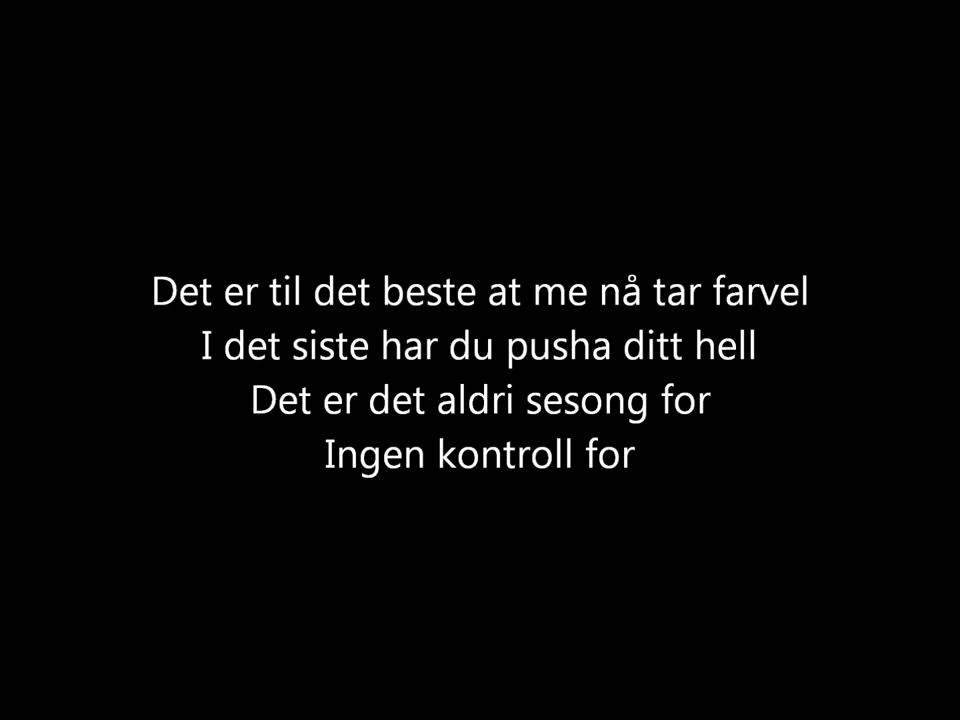 Det er til det beste at me nå tar farvel
I det siste har du pusha ditt hell
Det er det aldri sesong for
Ingen kontroll for